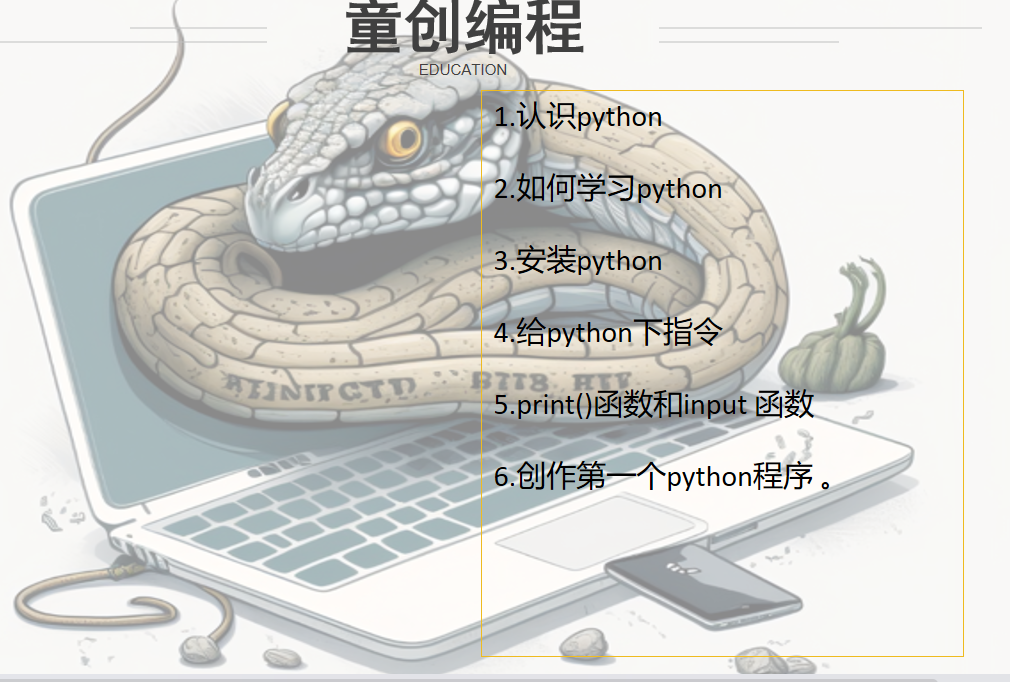 童创编程
EDUCATION
1.认识python
2.如何学习python
3.安装python
4.给python下指令
5.print()函数和input 函数
6.创作第一个python程序 。